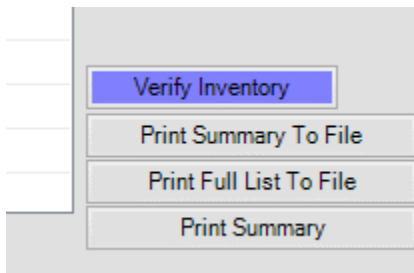 Verify Inventory
Print Summary To File
Print Full List To File
Print Summary